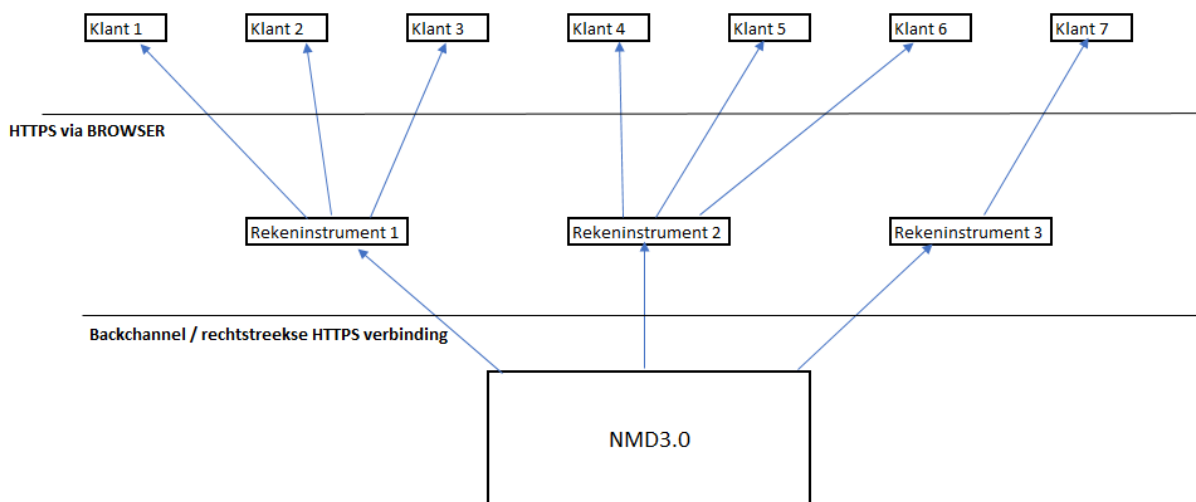 Klant 1
Klant 2
Klant 3
Klant 4
Klant 5
Klant 6
Klant 7
HTTPS via BROWSER
Rekeninstrument 1
Rekeninstrument 2
Rekeninstrument 3
Backchannel / rechtstreekse HTTPS verbinding
NMD3.0